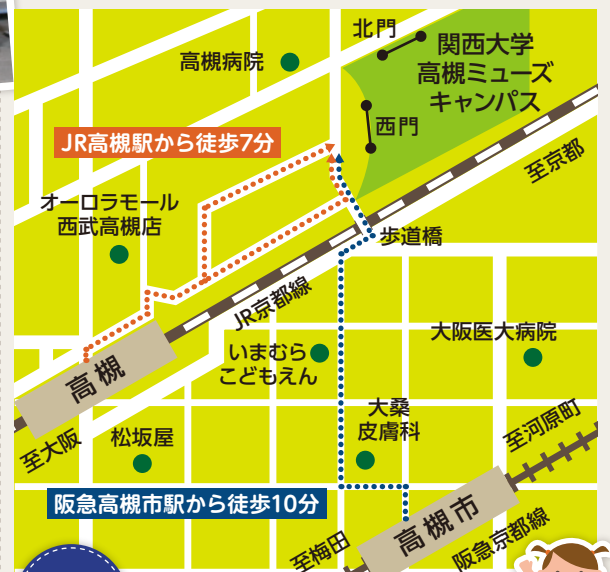 北門
関西大学
高槻ミューズ
キャンパス
高槻病院
西門
JR高槻駅から徒歩7分
至京都
オーロラモール
西武高槻店
歩道橋
JR京都線
大阪医大病院
いまむら
こどもえん
高槻
大桑
皮膚科
至河原町
至大阪
松坂屋
阪急高槻市駅から徒歩10分
高槻市
至梅田
阪急京都線